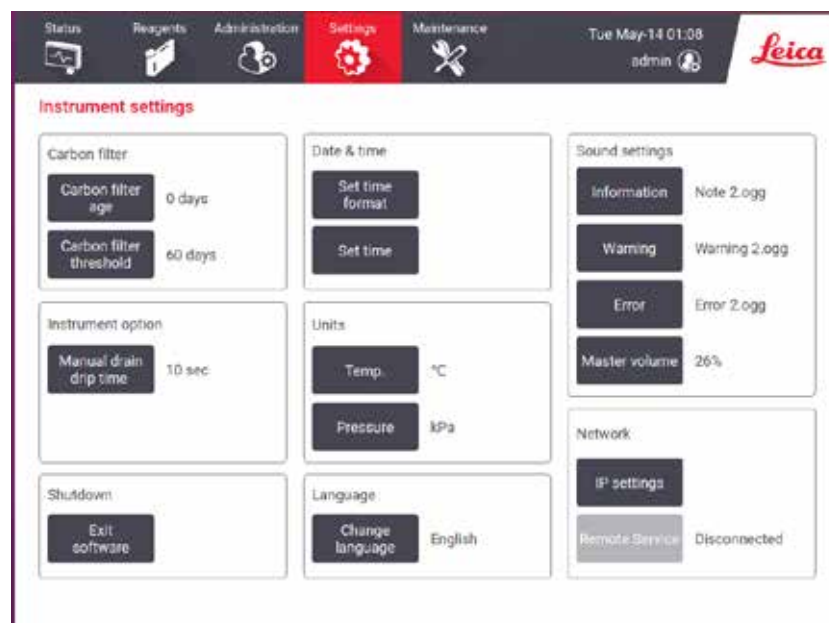 Status
Reagents
Administration
Settings
Maintenance
Tue May-14 01:08
admin
Leica
Instrument settings
Carbon filter
Carbon filter
age
0 days
Carbon filter
threshold
60 days
Instrument option
Manual drain
drip time
10 sec
Shutdown
Exit
software
Date & time
Set time
format
Set time
Units
Temp.
°C
Pressure
kPa
Language
Change
language
English
Sound settings
Information
Note 2.ogg
Warning
Warning 2.ogg
Error
Error 2.ogg
Master volume
26%
Network
IP settings
Remote Service
Disconnected